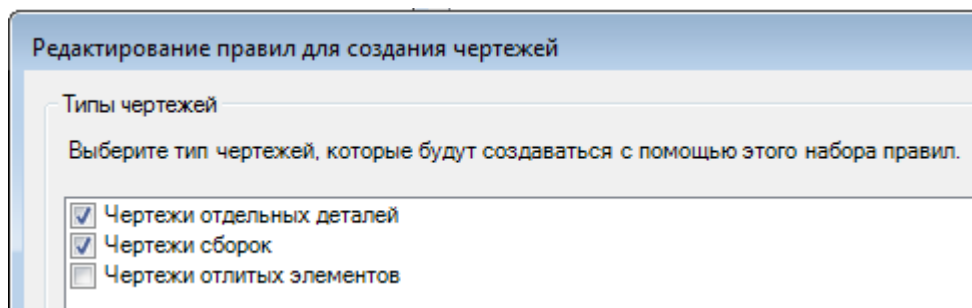 Редактирование правил для создания чертежей
Типы чертежей
Выберите тип чертежей, которые будут создаваться с помощью этого набора правил.
Чертежи отдельных деталей
Чертежи сборок
Чертежи отлитых элементов